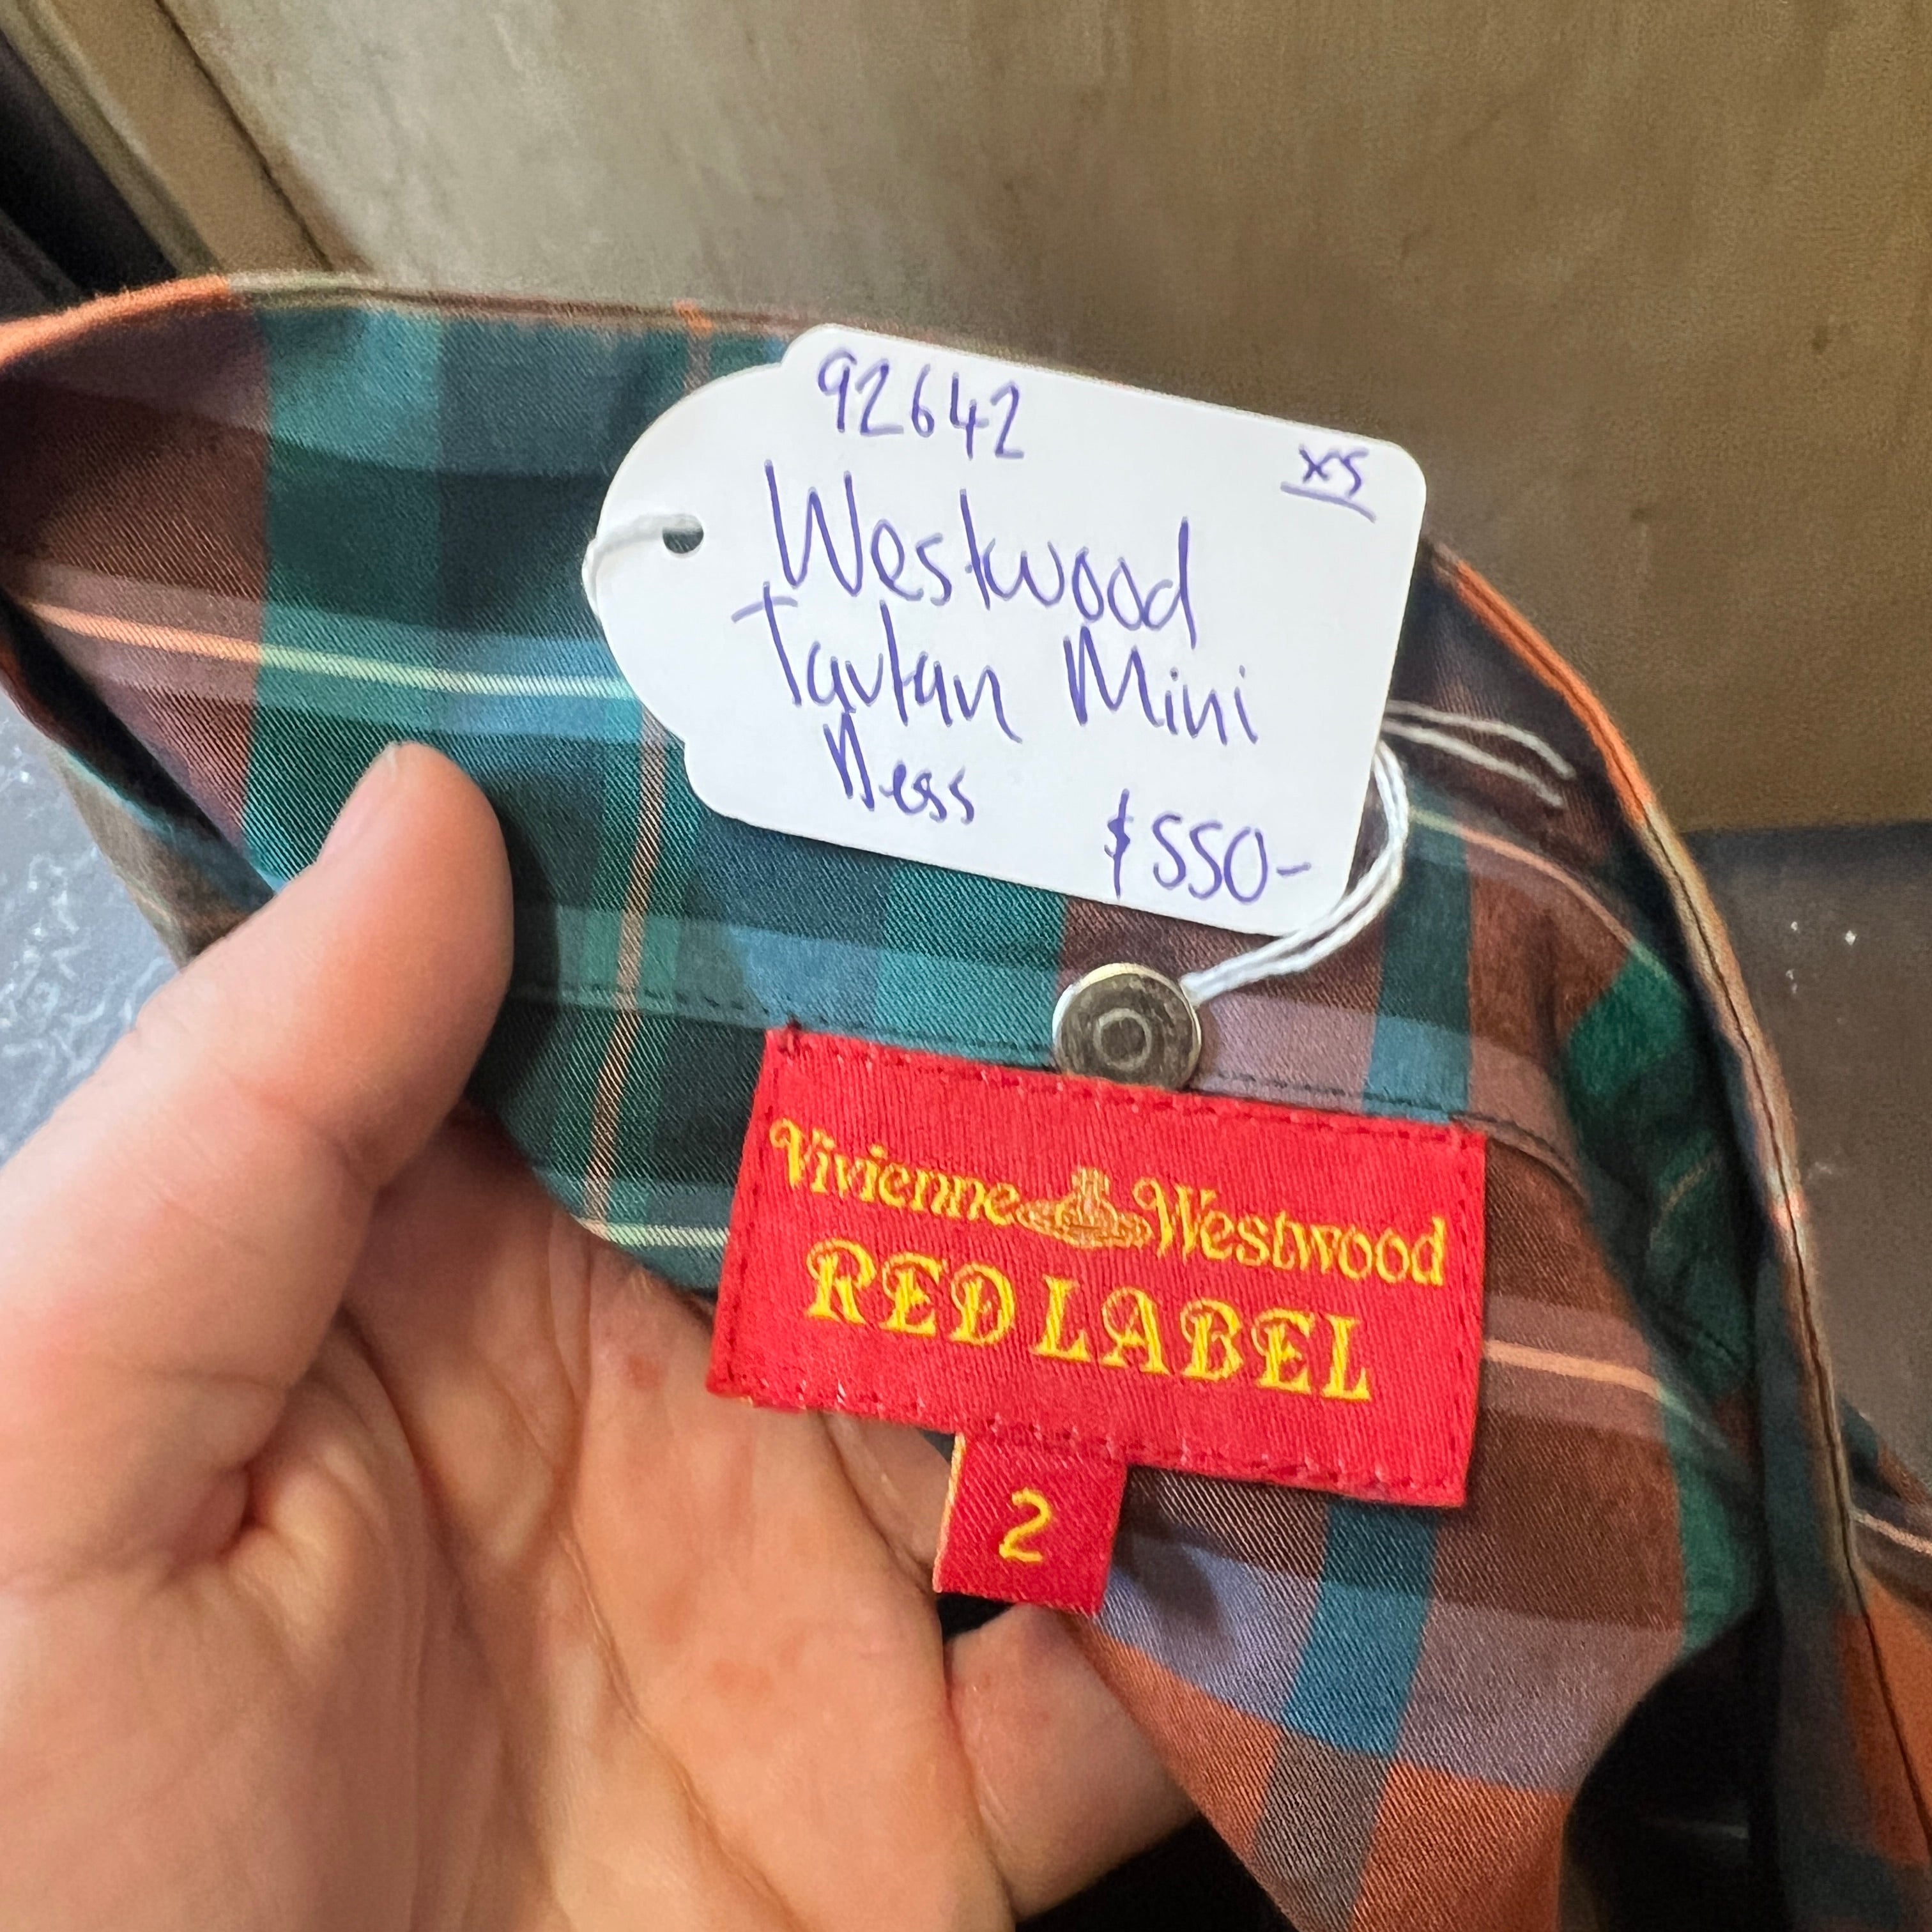 92642
XS
Westwood
Tartan Mini
Dress
$550-
Vivienne Westwood
RED LABEL
2